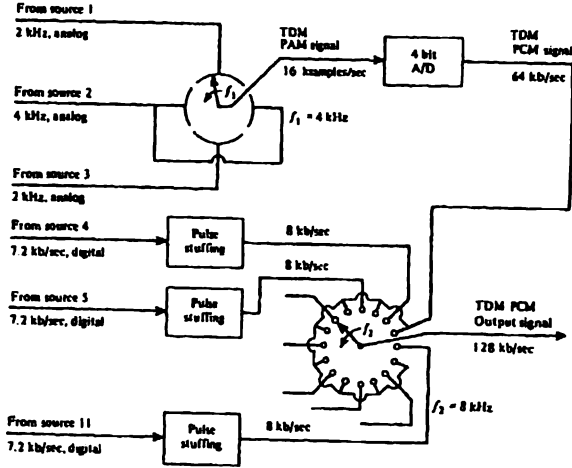 From source 1
2 kHz, analog
TDM
PAM signal
16 ksamples/sec
4 bit
A/D
TDM
PCM signal
64 kb/sec
From source 2
4 kHz, analog
f₁
f₁ = 4 kHz
From source 3
2 kHz, analog
From source 4
7.2 kb/sec, digital
Pulse
stuffing
8 kb/sec
8 kb/sec
From source 5
7.2 kb/sec, digital
Pulse
stuffing
f₂
TDM PCM
Output signal
128 kb/sec
f₂ = 8 kHz
From source 11
7.2 kb/sec, digital
Pulse
stuffing
8 kb/sec